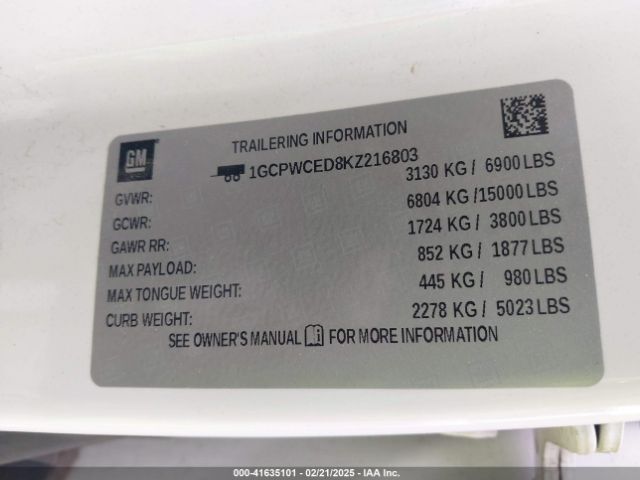 GM
TRAILERING INFORMATION
1GCPWCED8KZ216803
GVWR: 3130 KG / 6900 LBS
GCWR: 6804 KG /15000 LBS
GAWR RR: 1724 KG / 3800 LBS
MAX PAYLOAD: 852 KG / 1877 LBS
MAX TONGUE WEIGHT: 445 KG / 980 LBS
CURB WEIGHT: 2278 KG / 5023 LBS
SEE OWNER'S MANUAL FOR MORE INFORMATION
000-41635101 - 02/21/2025 - IAA Inc.